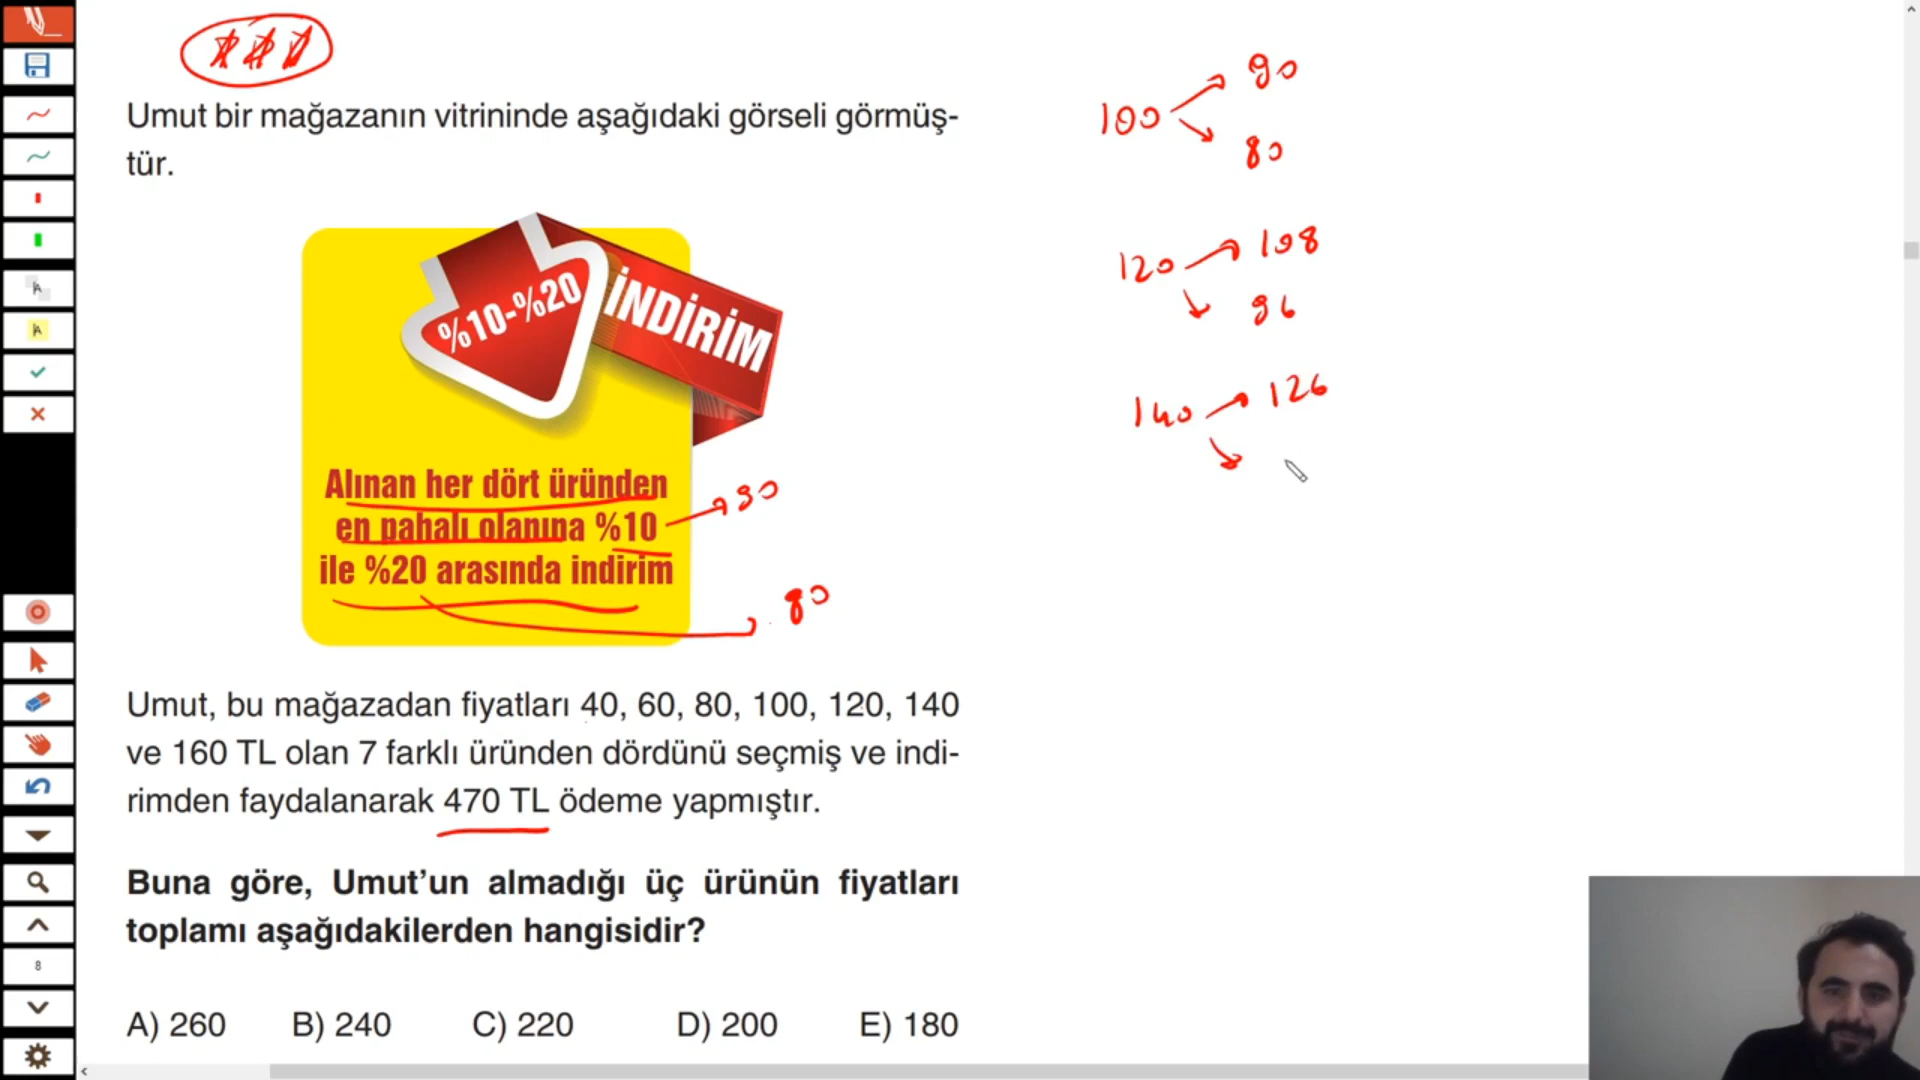 Umut bir mağazanın vitrininde aşağıdaki görseli görmüş-
tür.
%10-%20
İNDİRİM
Alınan her dört üründen
en pahalı olanına %10
ile %20 arasında indirim
90
80
Umut, bu mağazadan fiyatları 40, 60, 80, 100, 120, 140
ve 160 TL olan 7 farklı üründen dördünü seçmiş ve indi-
rimden faydalanarak 470 TL ödeme yapmıştır.
Buna göre, Umut'un almadığı üç ürünün fiyatları
toplamı aşağıdakilerden hangisidir?
A) 260 B) 240 C) 220 D) 200 E) 180
100
90
80
120
108
96
140
126
8